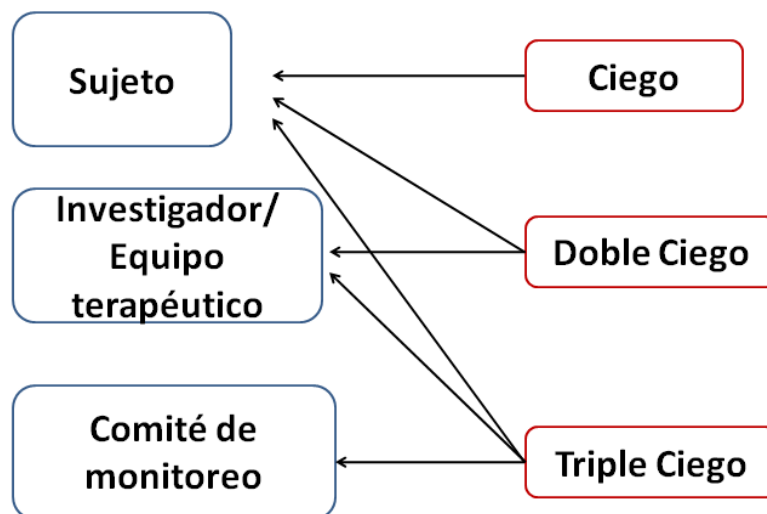 Sujeto
Ciego
Investigador/
Equipo
terapéutico
Doble Ciego
Comité de
monitoreo
Triple Ciego